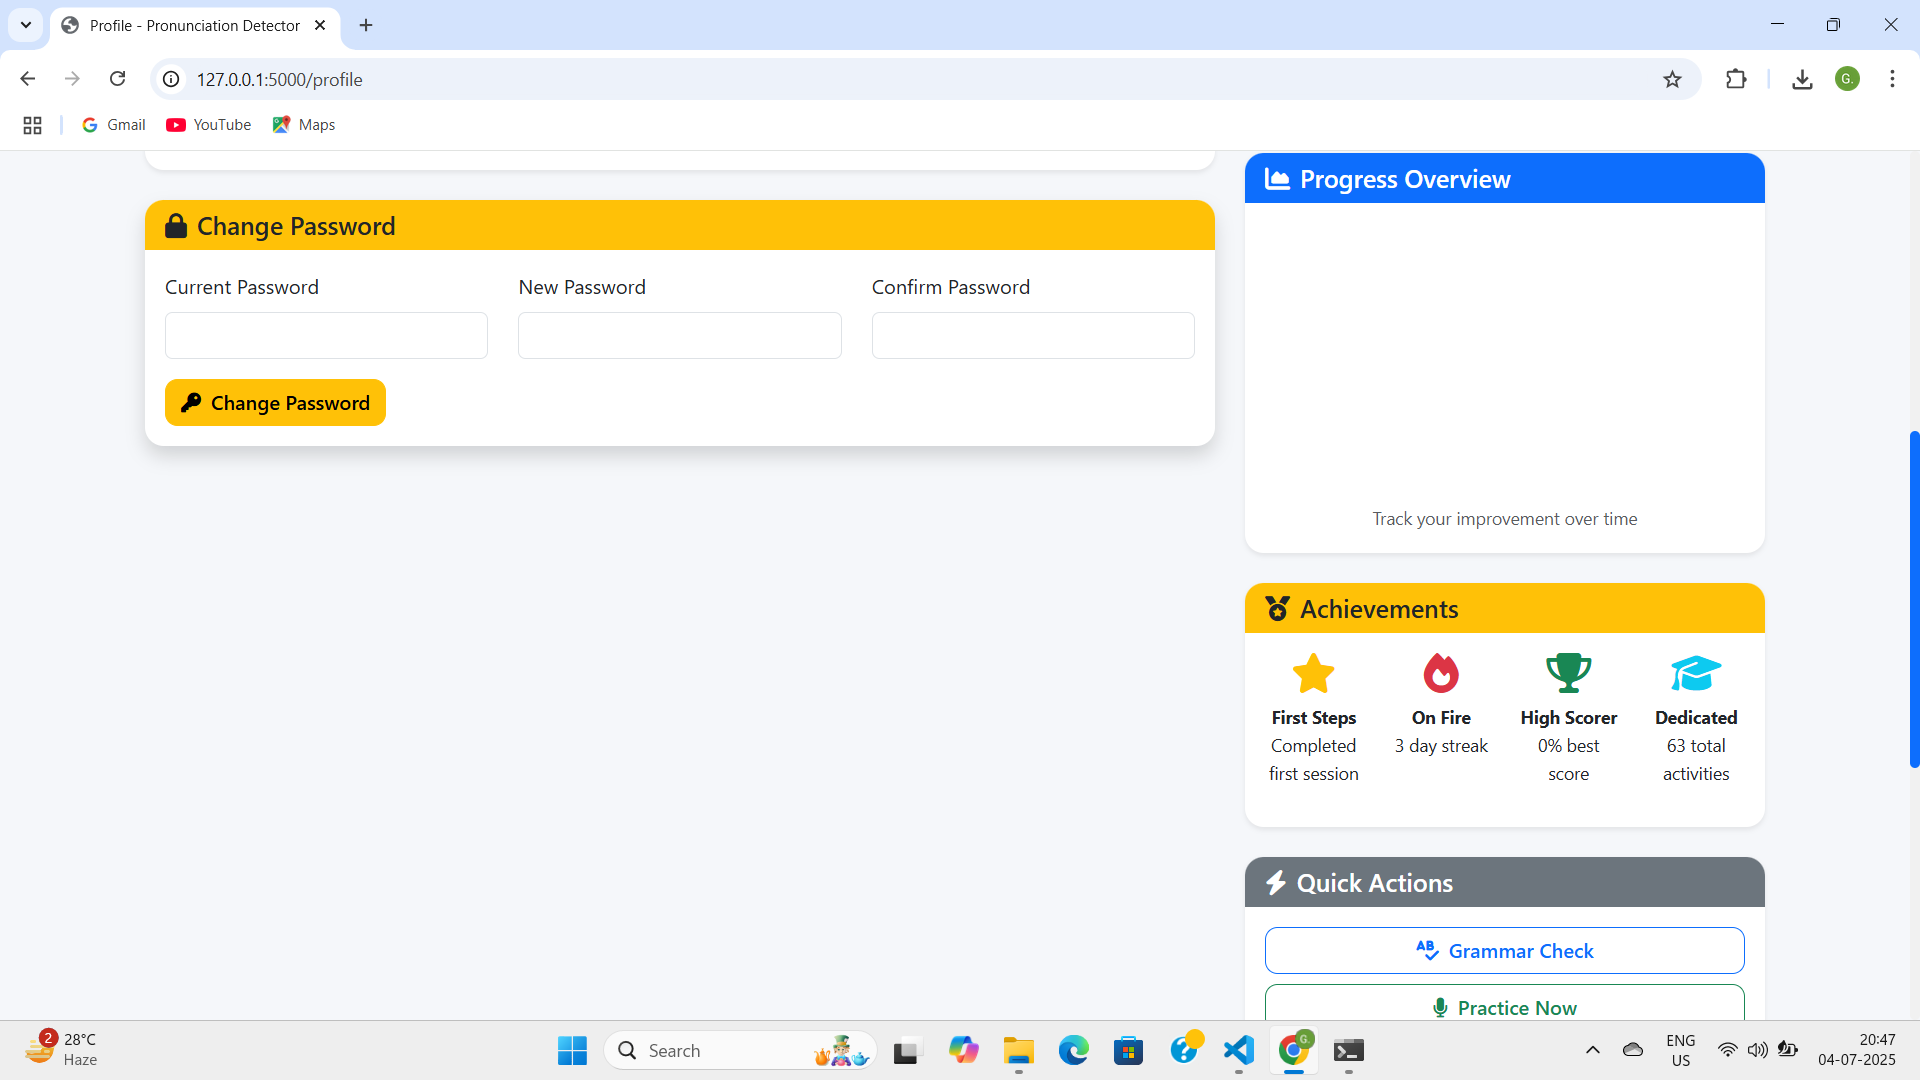 Profile - Pronunciation Detector
127.0.0.1:5000/profile
G.
Gmail
YouTube
Maps
Change Password
Current Password
New Password
Confirm Password
Change Password
Progress Overview
Track your improvement over time
Achievements
First Steps
Completed
first session
On Fire
3 day streak
High Scorer
0% best
score
Dedicated
63 total
activities
Quick Actions
AB Grammar Check
Practice Now
2
28°C
Haze
Search
G.
ENG
US
20:47
04-07-2025